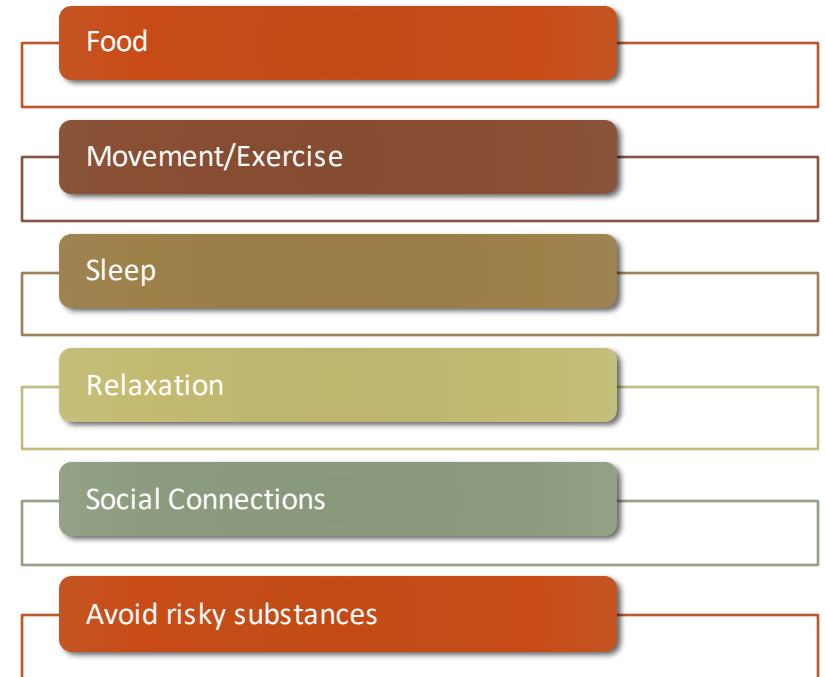 Food
Movement/Exercise
Sleep
Relaxation
Social Connections
Avoid risky substances